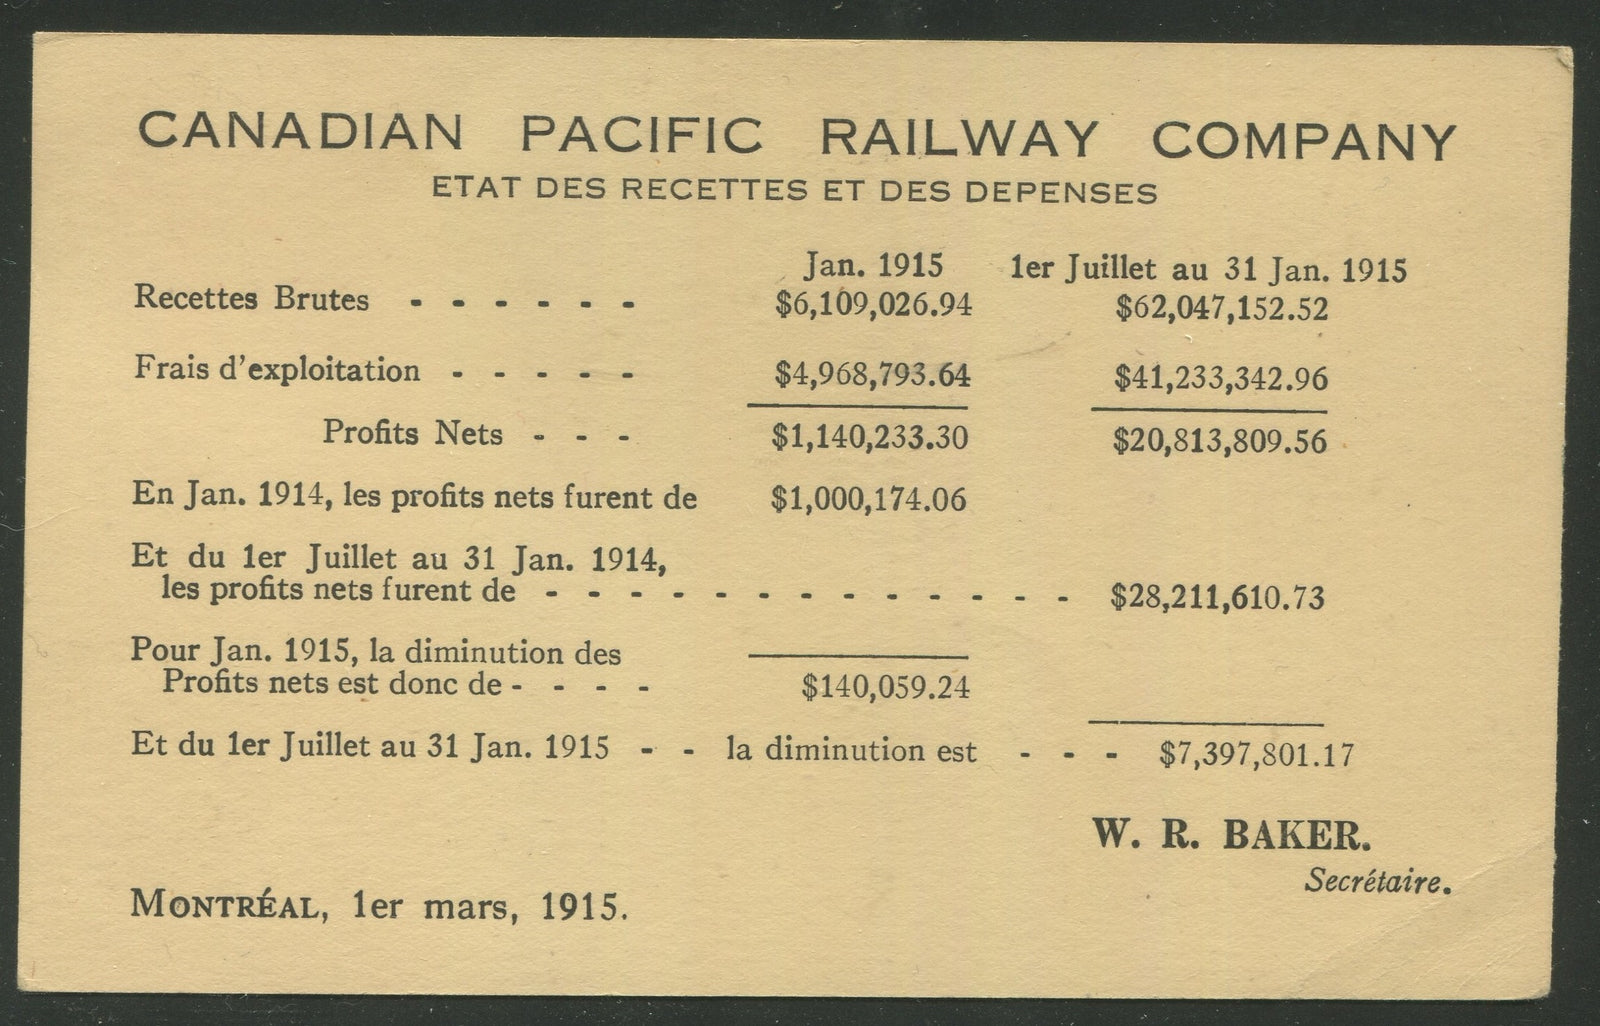 CANADIAN PACIFIC RAILWAY COMPANY
ETAT DES RECETTES ET DES DEPENSES
Jan. 1915 1er Juillet au 31 Jan. 1915
Recettes Brutes - - - - - - $6,109,026.94 $62,047,152.52
Frais d'exploitation - - - - - $4,968,793.64 $41,233,342.96
Profits Nets - - - $1,140,233.30 $20,813,809.56
En Jan. 1914, les profits nets furent de $1,000,174.06
Et du 1er Juillet au 31 Jan. 1914,
les profits nets furent de - - - - - - - - - - - - - $28,211,610.73
Pour Jan. 1915, la diminution des
Profits nets est donc de - - - - $140,059.24
Et du 1er Juillet au 31 Jan. 1915 - - la diminution est - - - $7,397,801.17
W. R. BAKER.
Secrétaire.
MONTRÉAL, 1er mars, 1915.